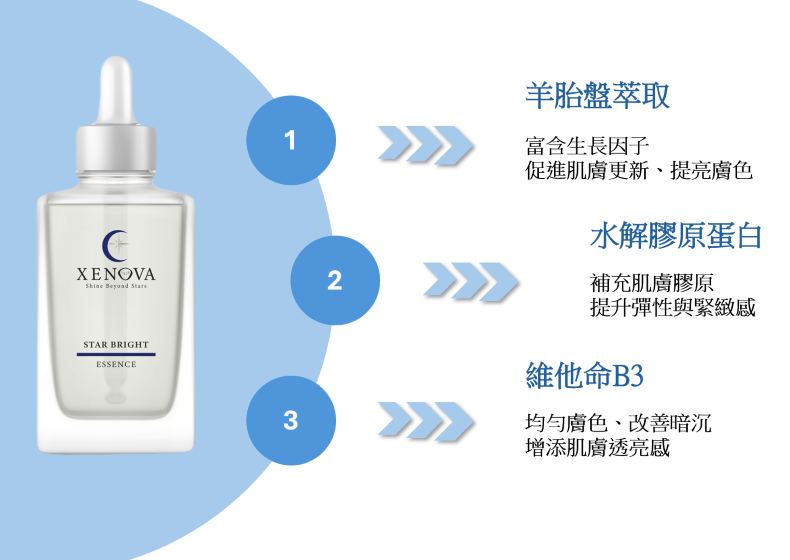 XENOVA
Shine Beyond Stars
STAR BRIGHT
ESSENCE
1
羊胎盤萃取
富含生長因子
促進肌膚更新、提亮膚色
2
水解膠原蛋白
補充肌膚膠原
提升彈性與緊緻感
3
維他命B3
均勻膚色、改善暗沉
增添肌膚透亮感